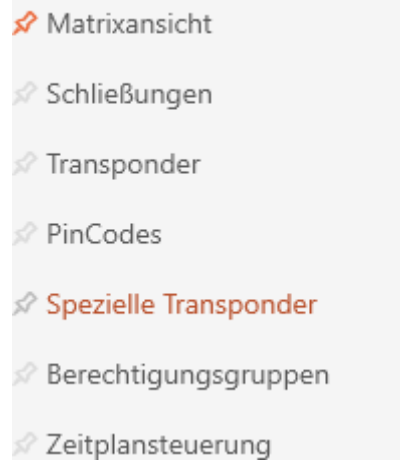 Matrixansicht
Schließungen
Transponder
PinCodes
Spezielle Transponder
Berechtigungsgruppen
Zeitplansteuerung